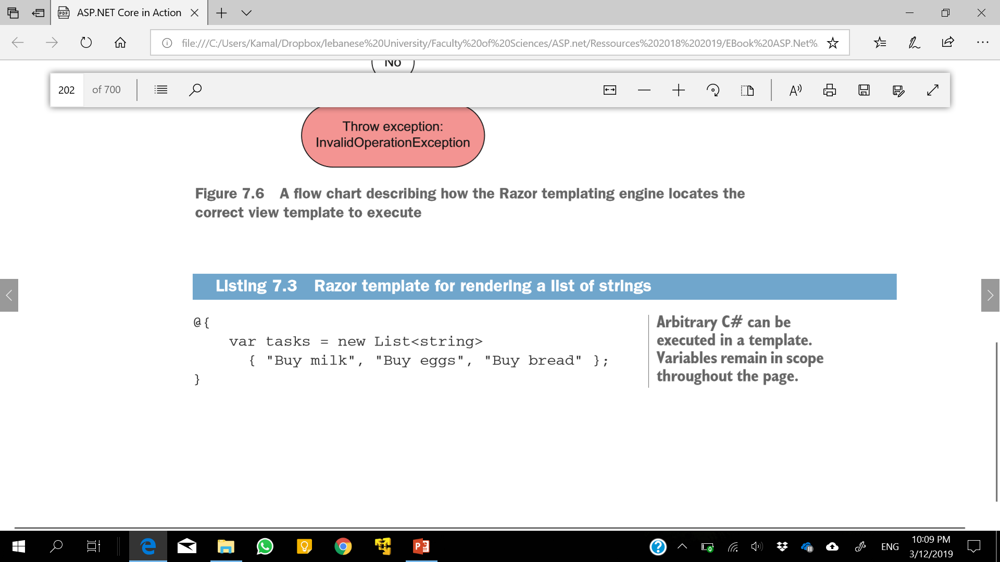 ASP.NET Core in Action
file:///C:/Users/Kamal/Dropbox/lebanese%20University/Faculty%20of%20Sciences/ASP.net/Ressources%202018%202019/EBook%20ASP.Net%
No
202 of 700
Throw exception:
InvalidOperationException
Figure 7.6 A flow chart describing how the Razor templating engine locates the
correct view template to execute
Listing 7.3 Razor template for rendering a list of strings
@{
var tasks = new List<string>
{ "Buy milk", "Buy eggs", "Buy bread" };
}
Arbitrary C# can be
executed in a template.
Variables remain in scope
throughout the page.
ENG
10:09 PM
3/12/2019